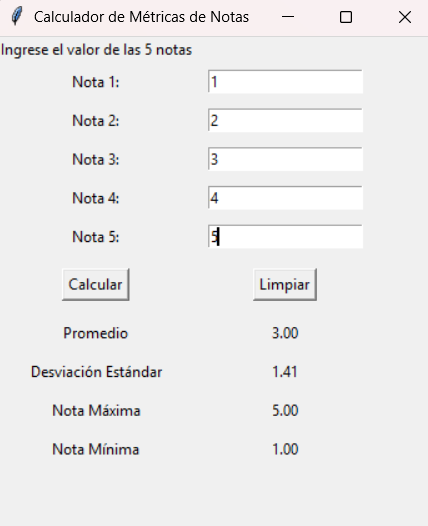 Calculador de Métricas de Notas
Ingrese el valor de las 5 notas
Nota 1: 1
Nota 2: 2
Nota 3: 3
Nota 4: 4
Nota 5: 5
Calcular Limpiar
Promedio 3.00
Desviación Estándar 1.41
Nota Máxima 5.00
Nota Mínima 1.00